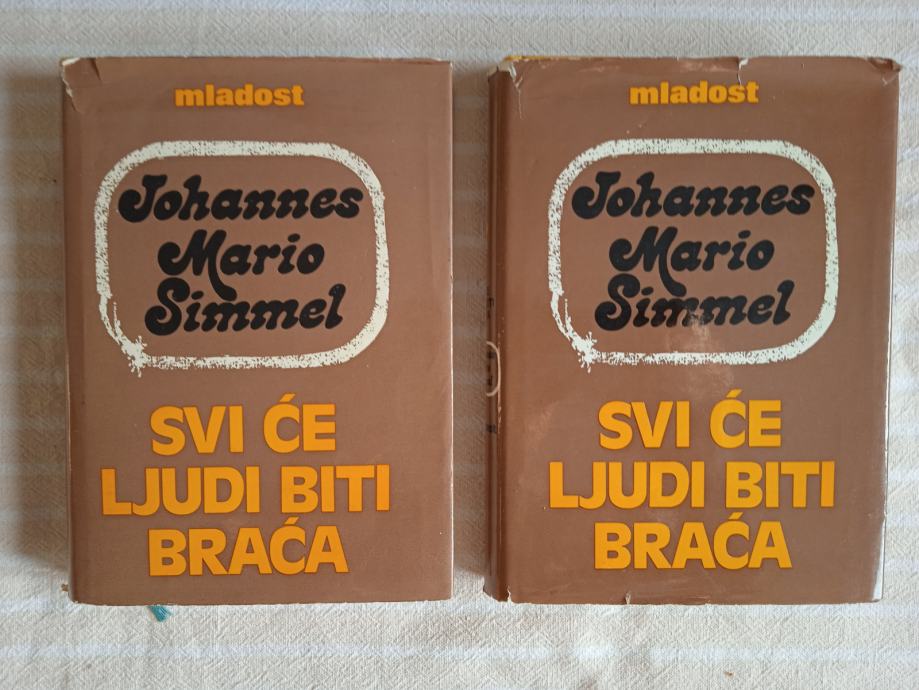 mladost
Johannes
Mario
Simmel
SVI ĆE
LJUDI BITI
BRAĆA
mladost
Johannes
Mario
Simmel
SVI ĆE
LJUDI BITI
BRAĆA